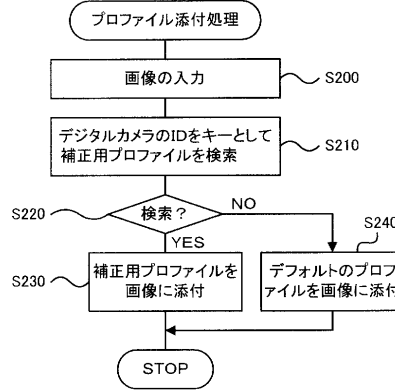 プロファイル添付処理
画像の入力
S200
デジタルカメラのIDをキーとして
補正用プロファイルを検索
S210
S220
検索？
NO
YES
S240
S230
補正用プロファイルを
画像に添付
デフォルトのプロフ
ァイルを画像に添付
STOP